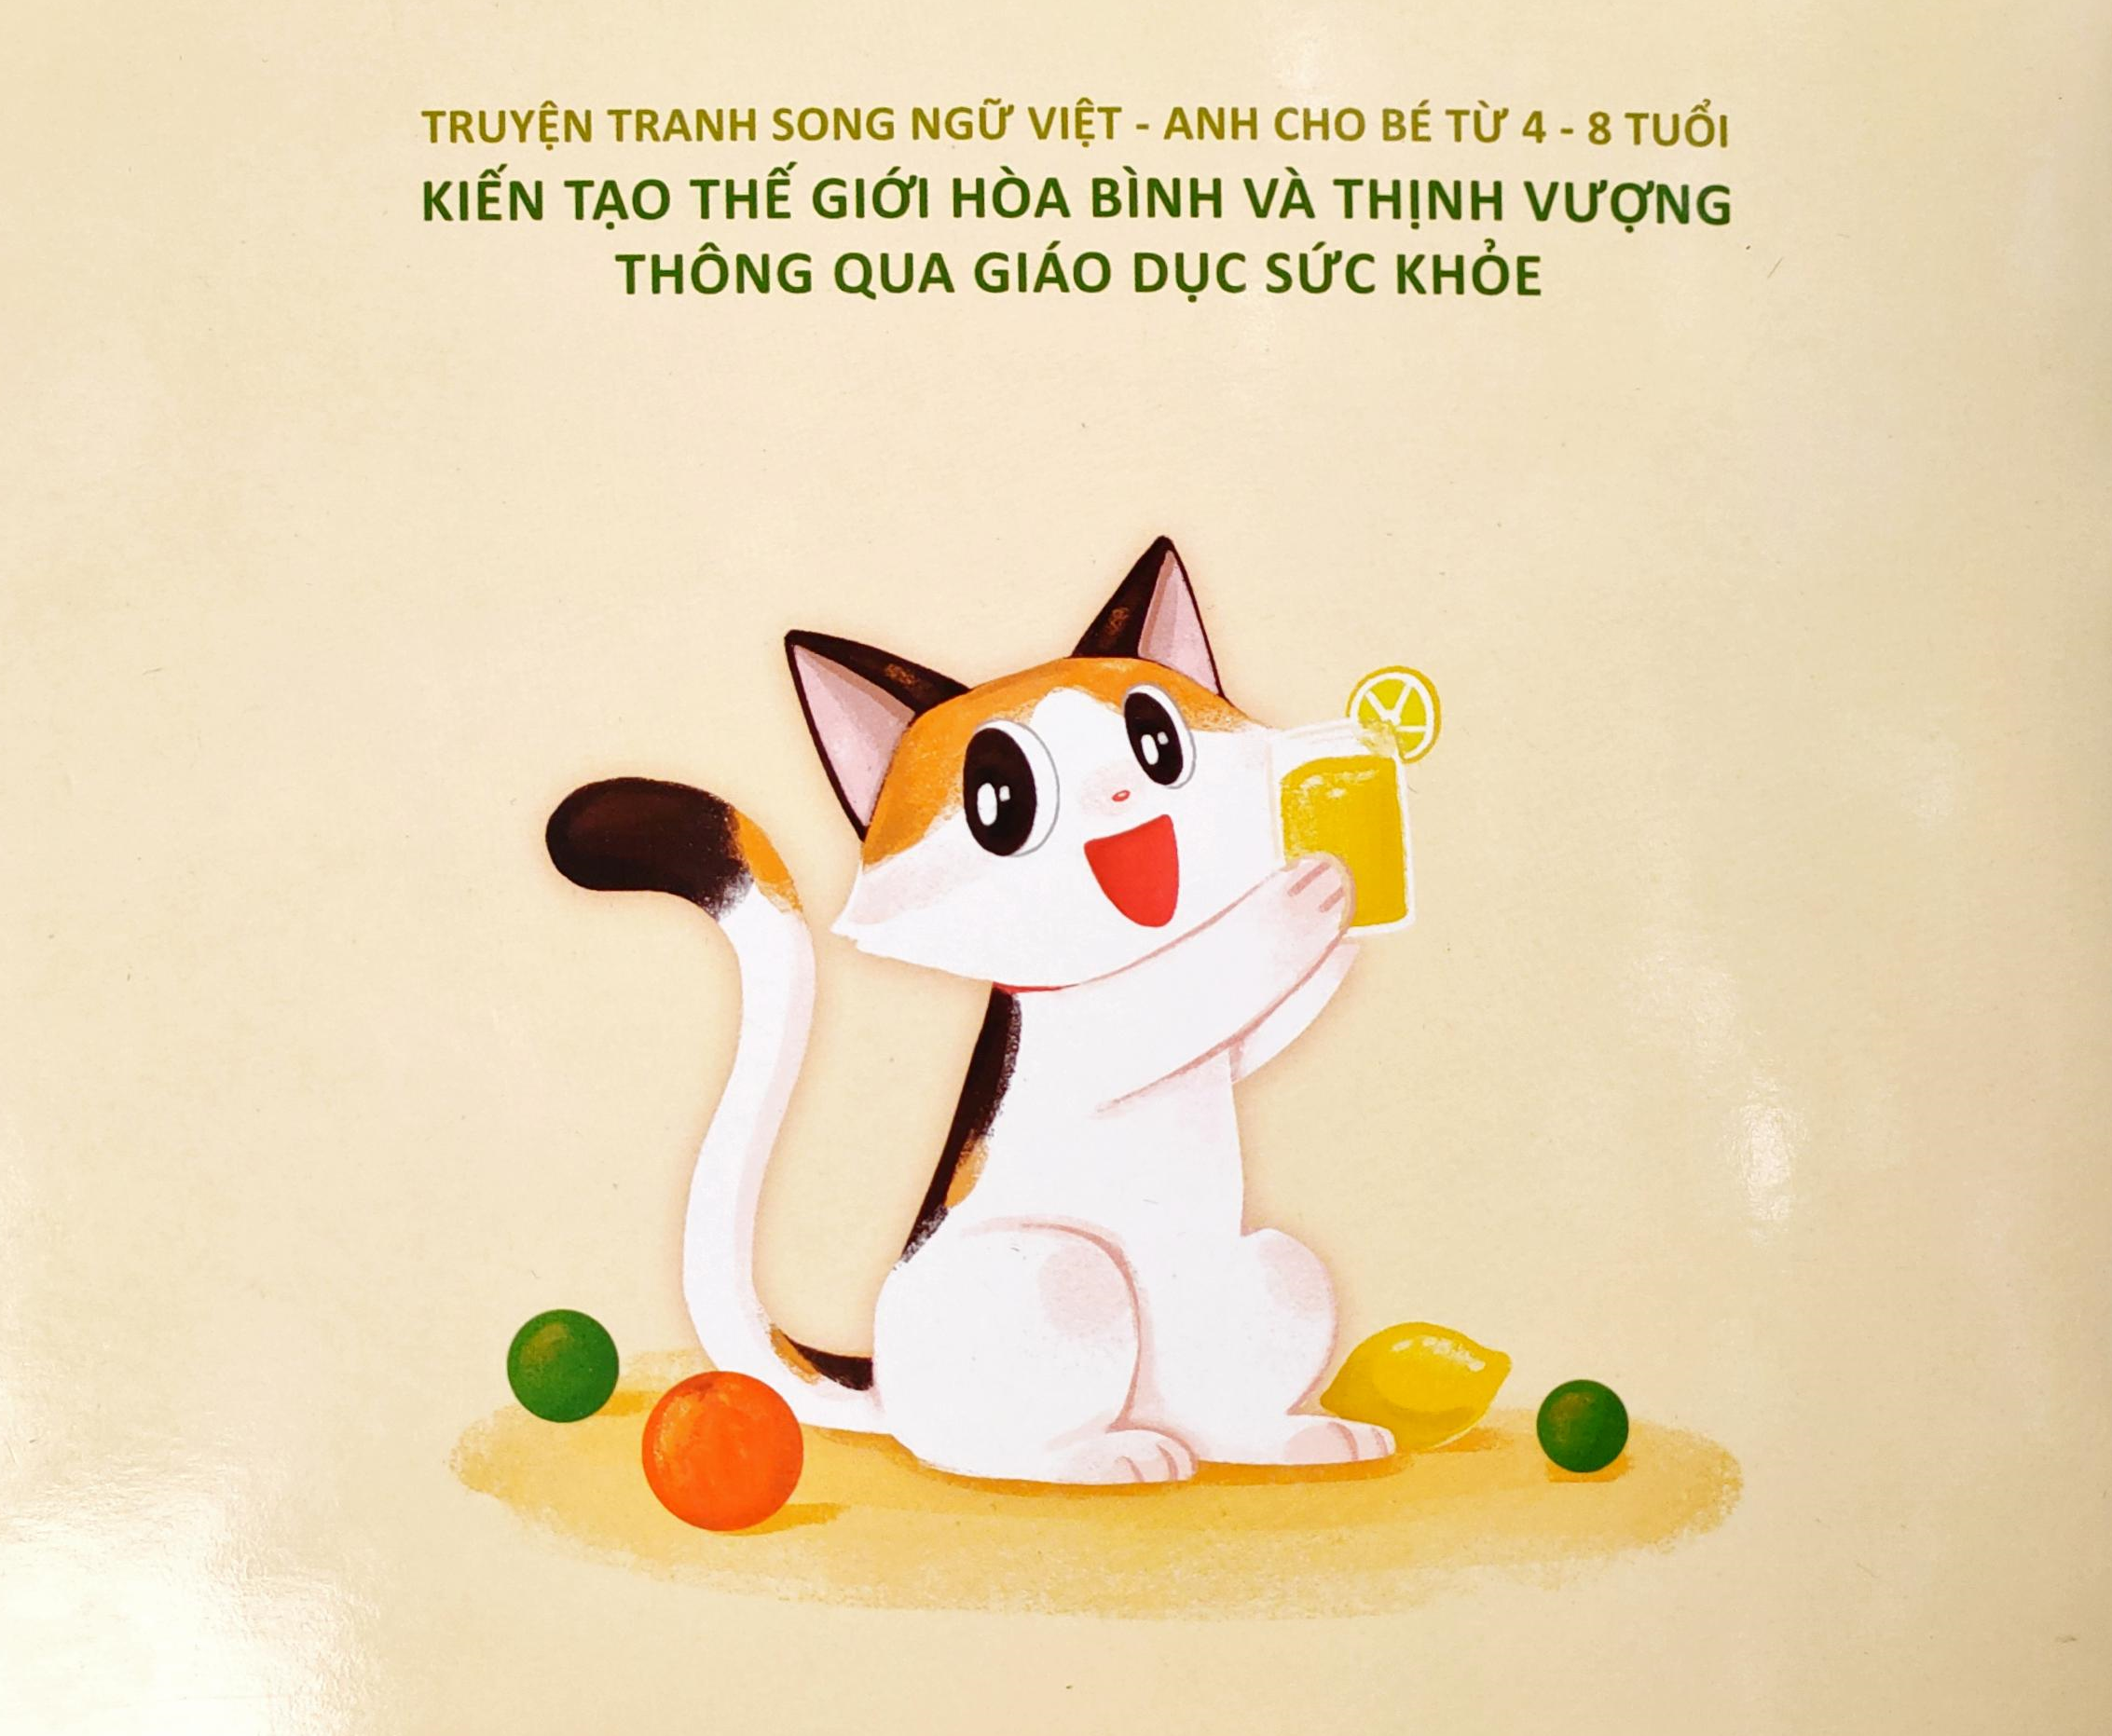 TRUYỆN TRANH SONG NGỮ VIỆT - ANH CHO BÉ TỪ 4 - 8 TUỔI
KIẾN TẠO THẾ GIỚI HÒA BÌNH VÀ THỊNH VƯỢNG
THÔNG QUA GIÁO DỤC SỨC KHỎE